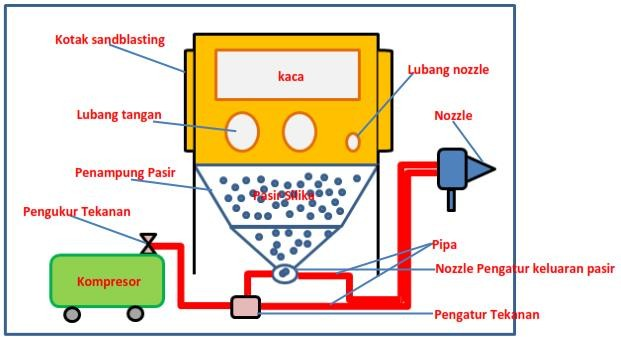 Kotak sandblasting
kaca
Lubang nozzle
Lubang tangan
Nozzle
Penampung Pasir
Pasir Silika
Pengukur Tekanan
Pipa
Nozzle Pengatur keluaran pasir
Kompresor
Pengatur Tekanan